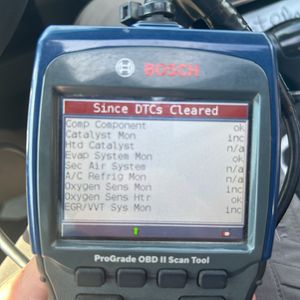 BOSCH
Since DTCs Cleared
Comp Component ok
Catalyst Mon inc
Htd Catalyst n/a
Evap System Mon ok
Sec Air System n/a
A/C Refrig Mon n/a
Oxygen Sens Mon inc
Oxygen Sens Htr ok
EGR/VVT Sys Mon inc
ProGrade OBD II Scan Tool